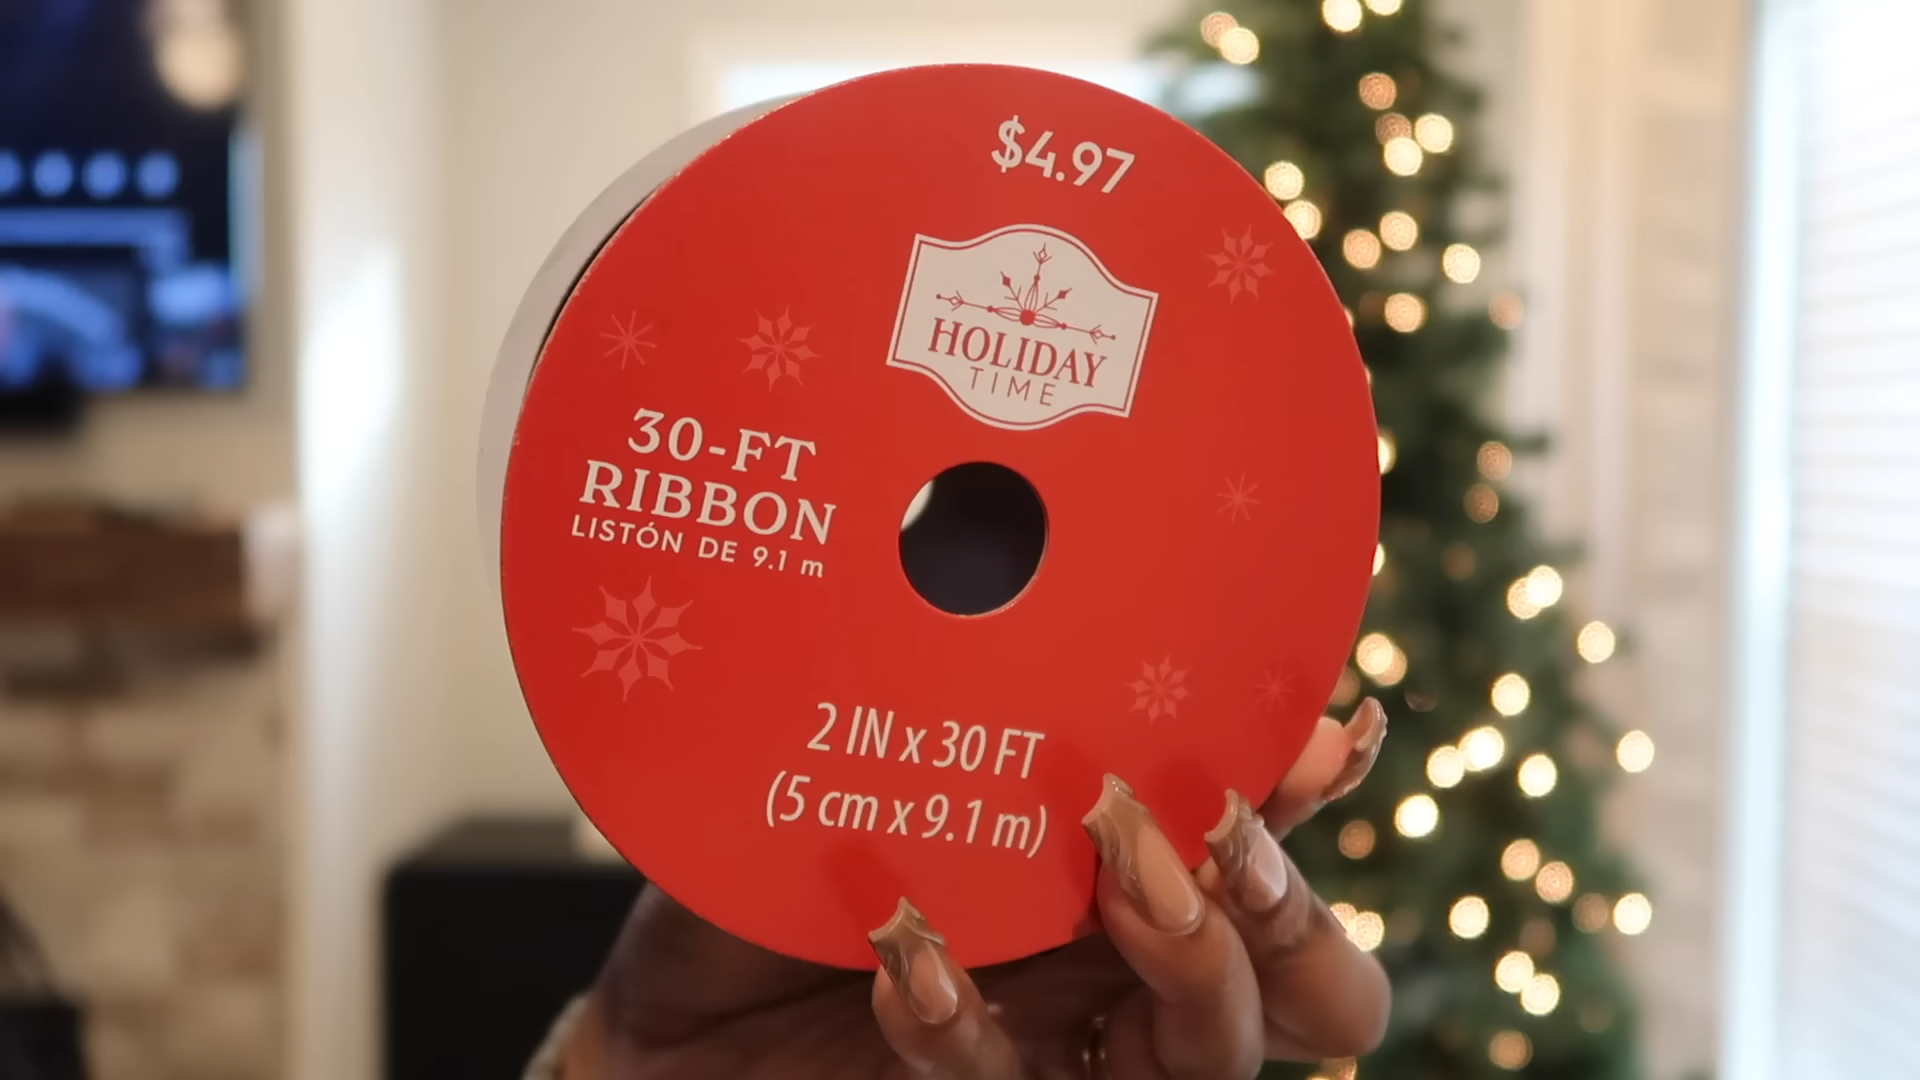 $4.97
HOLIDAY
TIME
30-FT
RIBBON
LISTÓN DE 9.1 m
2 IN x 30 FT
(5 cm x 9.1 m)